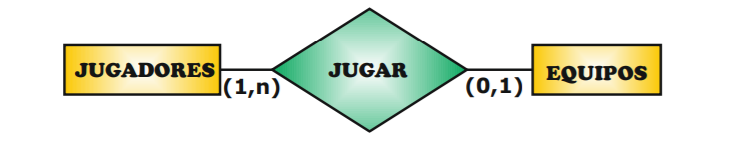 JUGADORES
(1,n)
JUGAR
(0,1)
EQUIPOS